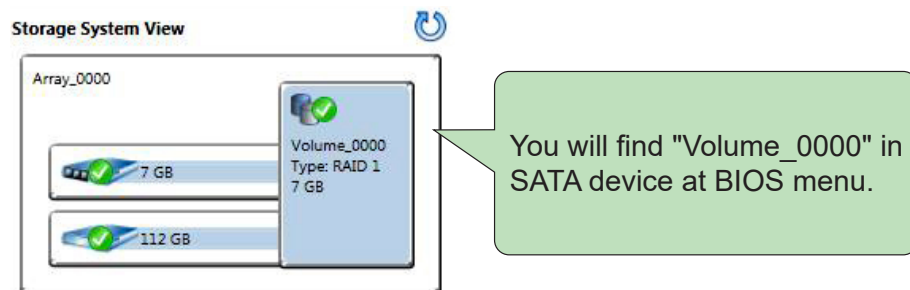 Storage System View
Array_0000
Volume_0000
Type: RAID 1
7 GB
7 GB
112 GB
You will find "Volume_0000" in
SATA device at BIOS menu.